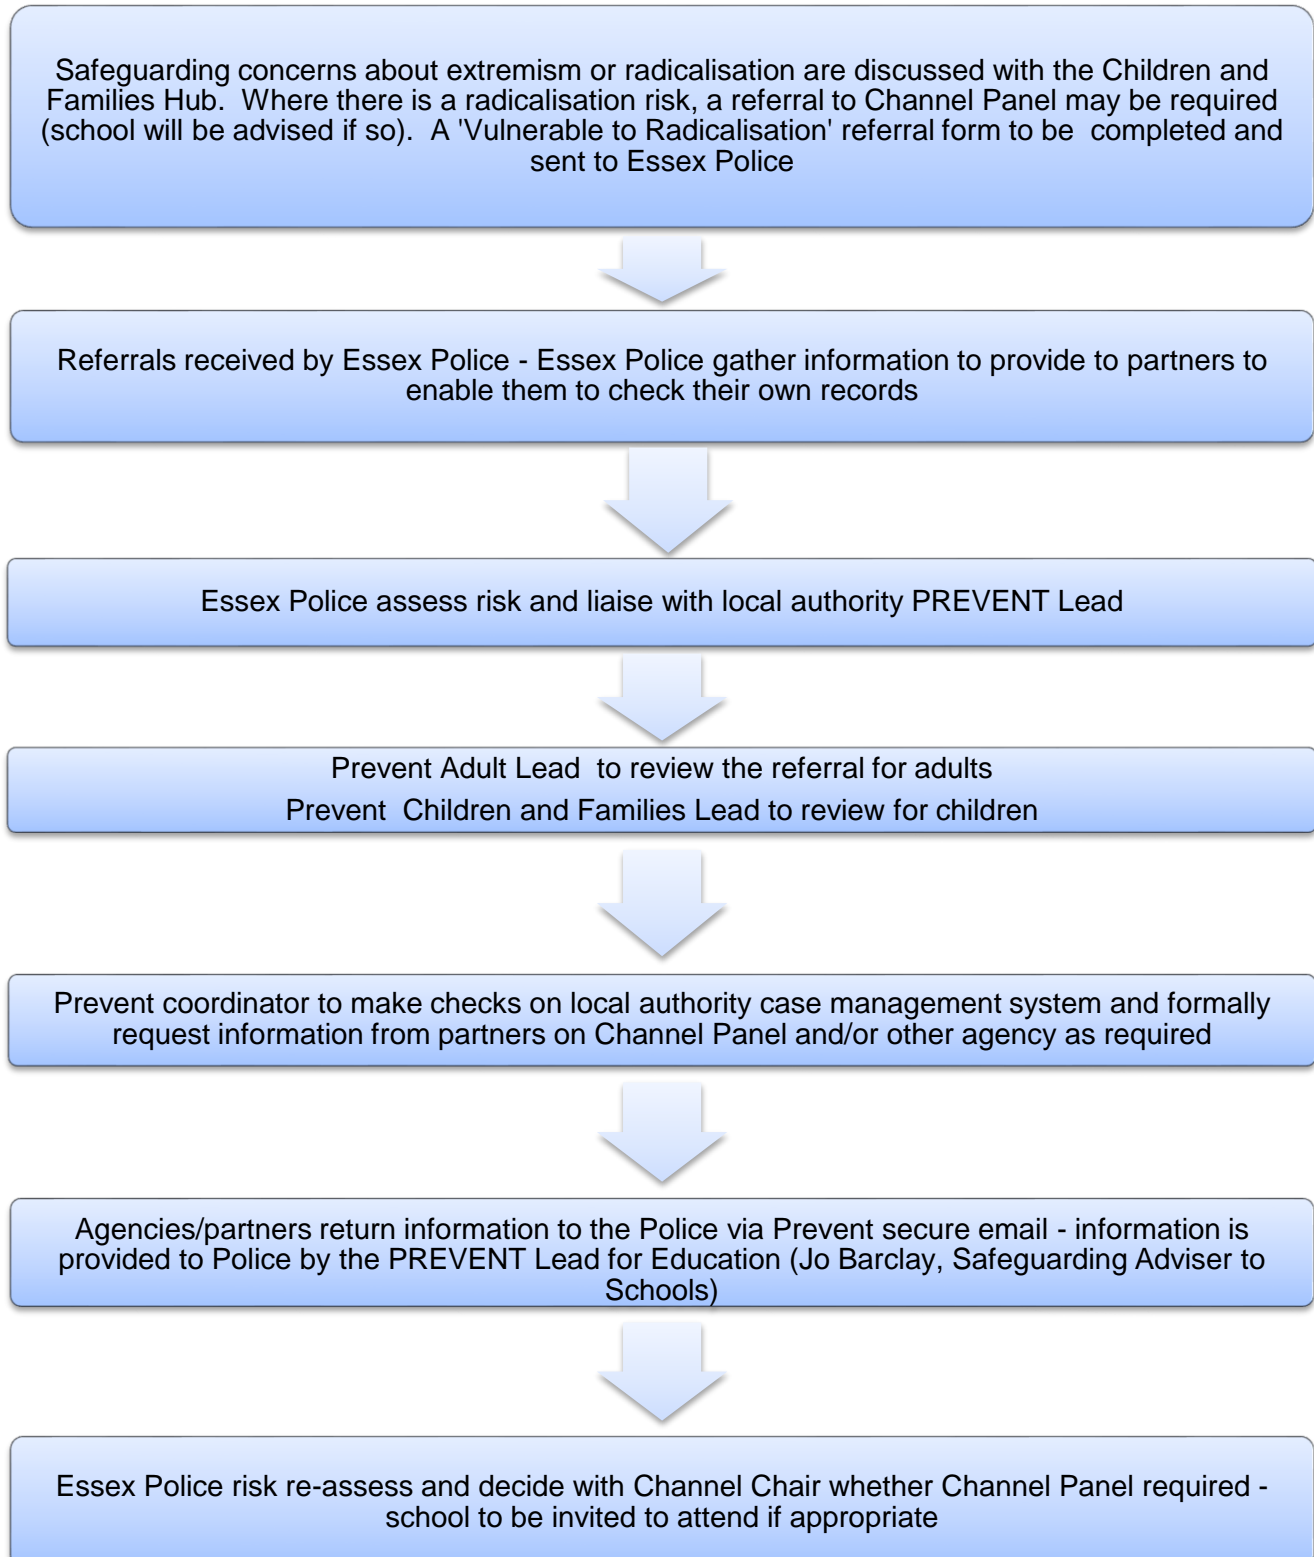 Safeguarding concerns about extremism or radicalisation are discussed with the Children and
Families Hub.  Where there is a radicalisation risk, a referral to Channel Panel may be required
(school will be advised if so).  A 'Vulnerable to Radicalisation' referral form to be  completed and
sent to Essex Police
Referrals received by Essex Police - Essex Police gather information to provide to partners to
enable them to check their own records
Essex Police assess risk and liaise with local authority PREVENT Lead
Prevent Adult Lead  to review the referral for adults
Prevent  Children and Families Lead to review for children
Prevent coordinator to make checks on local authority case management system and formally
request information from partners on Channel Panel and/or other agency as required
Agencies/partners return information to the Police via Prevent secure email - information is
provided to Police by the PREVENT Lead for Education (Jo Barclay, Safeguarding Adviser to
Schools)
Essex Police risk re-assess and decide with Channel Chair whether Channel Panel required -
school to be invited to attend if appropriate